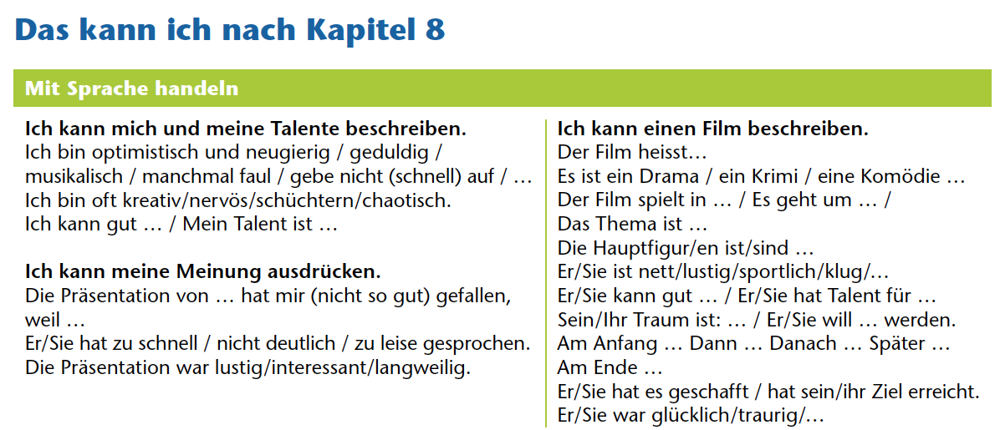 Das kann ich nach Kapitel 8
Mit Sprache handeln
Ich kann mich und meine Talente beschreiben.
Ich bin optimistisch und neugierig / geduldig /
musikalisch / manchmal faul / gebe nicht (schnell) auf / …
Ich bin oft kreativ/nervös/schüchtern/chaotisch.
Ich kann gut … / Mein Talent ist …
Ich kann meine Meinung ausdrücken.
Die Präsentation von … hat mir (nicht so gut) gefallen,
weil …
Er/Sie hat zu schnell / nicht deutlich / zu leise gesprochen.
Die Präsentation war lustig/interessant/langweilig.
Ich kann einen Film beschreiben.
Der Film heisst…
Es ist ein Drama / ein Krimi / eine Komödie …
Der Film spielt in … / Es geht um … /
Das Thema ist …
Die Hauptfigur/en ist/sind …
Er/Sie ist nett/lustig/sportlich/klug/…
Er/Sie kann gut … / Er/Sie hat Talent für …
Sein/Ihr Traum ist: … / Er/Sie will … werden.
Am Anfang … Dann … Danach … Später …
Am Ende …
Er/Sie hat es geschafft / hat sein/ihr Ziel erreicht.
Er/Sie war glücklich/traurig/…